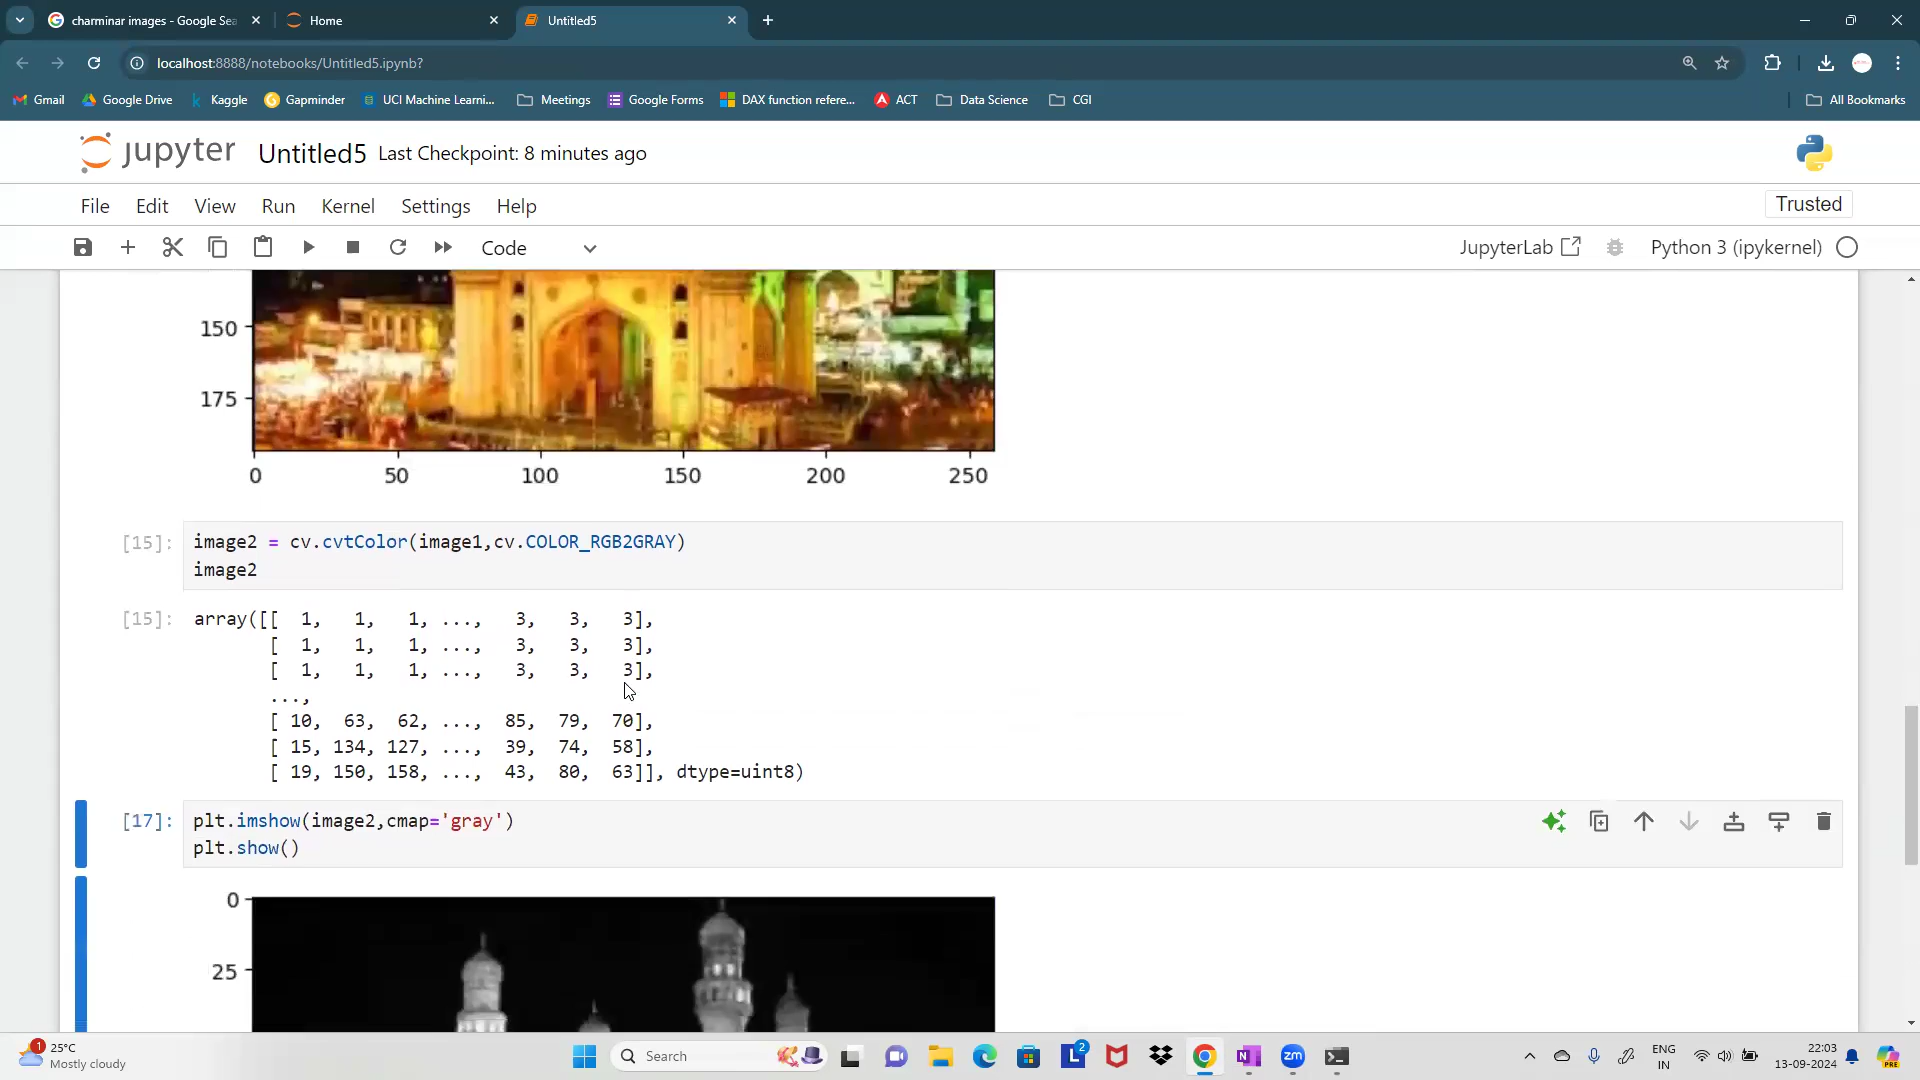 charminar images - Google Sea
Home
Untitled5
localhost:8888/notebooks/Untitled5.ipynb?
Gmail
Google Drive
Kaggle
Gapminder
UCI Machine Learni...
Meetings
Google Forms
DAX function refere...
ACT
Data Science
CGI
All Bookmarks
jupyter Untitled5 Last Checkpoint: 8 minutes ago
File Edit View Run Kernel Settings Help
Trusted
Code
JupyterLab
Python 3 (ipykernel)
150
175
0 50 100 150 200 250
[15]: image2 = cv.cvtColor(image1,cv.COLOR_RGB2GRAY)
image2
[15]: array([[ 1, 1, 1, ..., 3, 3, 3],
[ 1, 1, 1, ..., 3, 3, 3],
[ 1, 1, 1, ..., 3, 3, 3],
...,
[ 10, 63, 62, ..., 85, 79, 70],
[ 15, 134, 127, ..., 39, 74, 58],
[ 19, 150, 158, ..., 43, 80, 63]], dtype=uint8)
[17]: plt.imshow(image2,cmap='gray')
plt.show()
0
25
1
25°C
Mostly cloudy
Search
L
2
N
zm
ENG
IN
22:03
13-09-2024
PRE